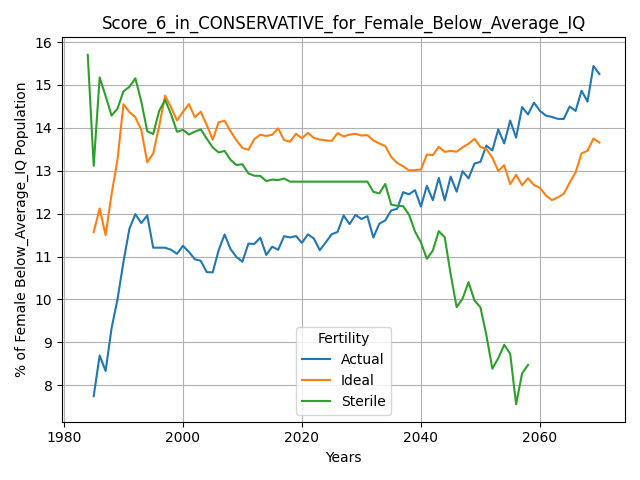 Score_6_in_CONSERVATIVE_for_Female_Below_Average_IQ
% of Female Below_Average_IQ Population
16
15
14
13
12
11
10
9
8
Fertility
Actual
Ideal
Sterile
1980
2000
2020
2040
2060
Years